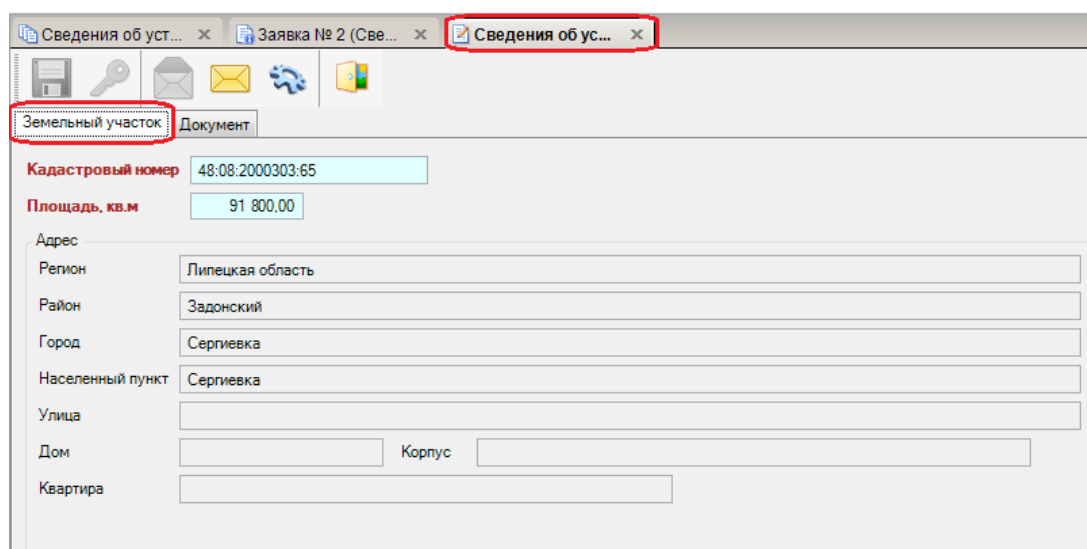 Сведения об уст... × Заявка № 2 (Све... × Сведения об ус... ×
Земельный участок Документ
Кадастровый номер 48:08:2000303:65
Площадь, кв.м 91 800,00
Адрес
Регион Липецкая область
Район Задонский
Город Сергиевка
Населенный пункт Сергиевка
Улица
Дом Корпус
Квартира